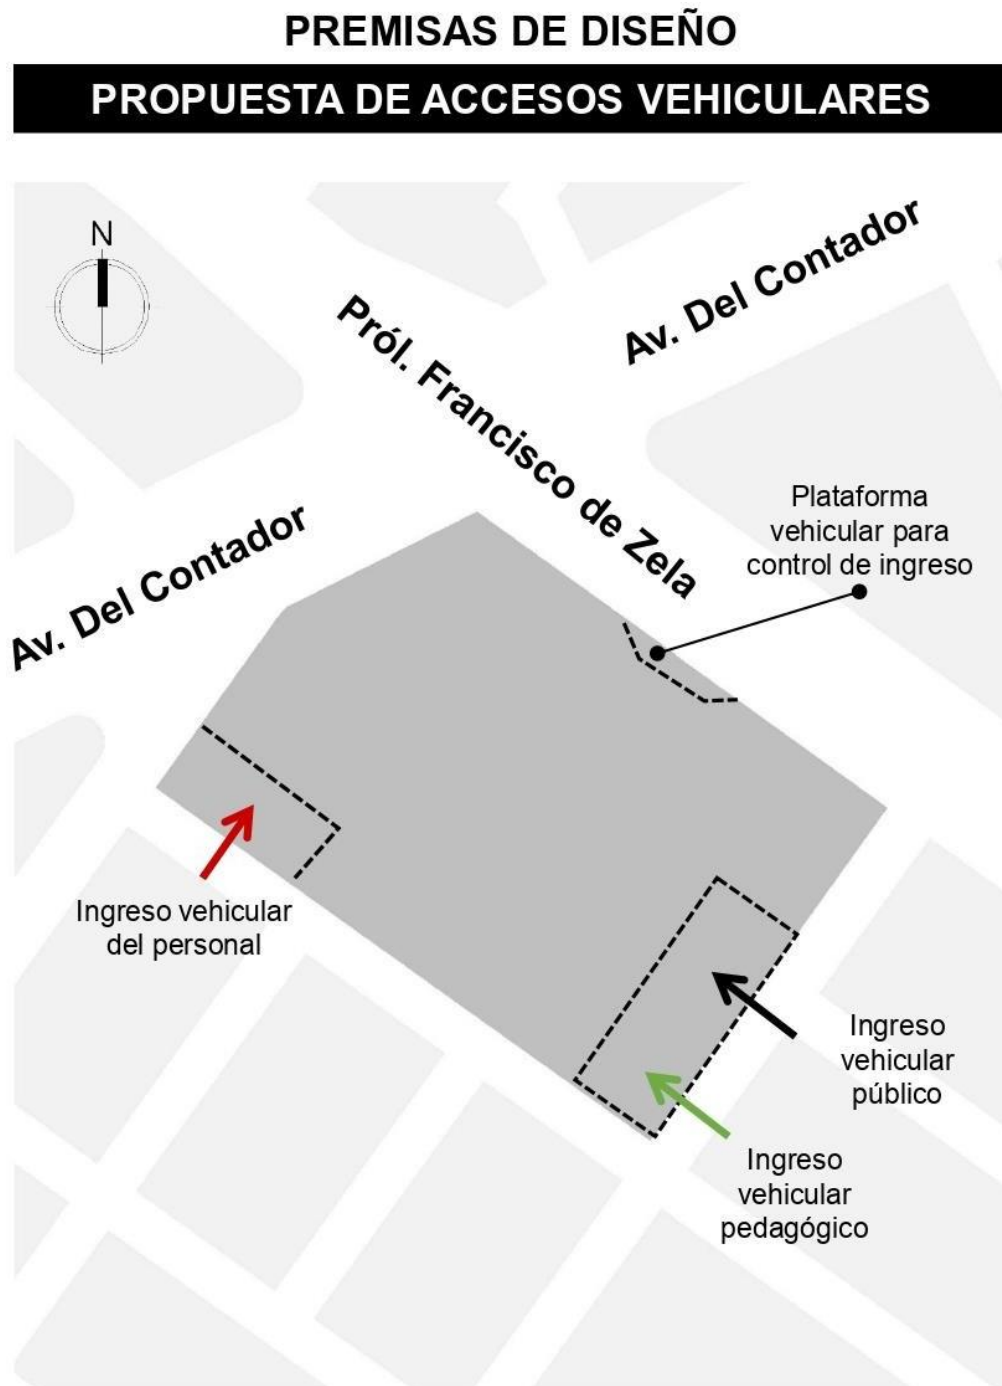 PREMISAS DE DISEÑO
PROPUESTA DE ACCESOS VEHICULARES
N
Av. Del Contador
Pról. Francisco de Zela
Plataforma
vehicular para
control de ingreso
Av. Del Contador
Ingreso vehicular
del personal
Ingreso
vehicular
público
Ingreso
vehicular
pedagógico